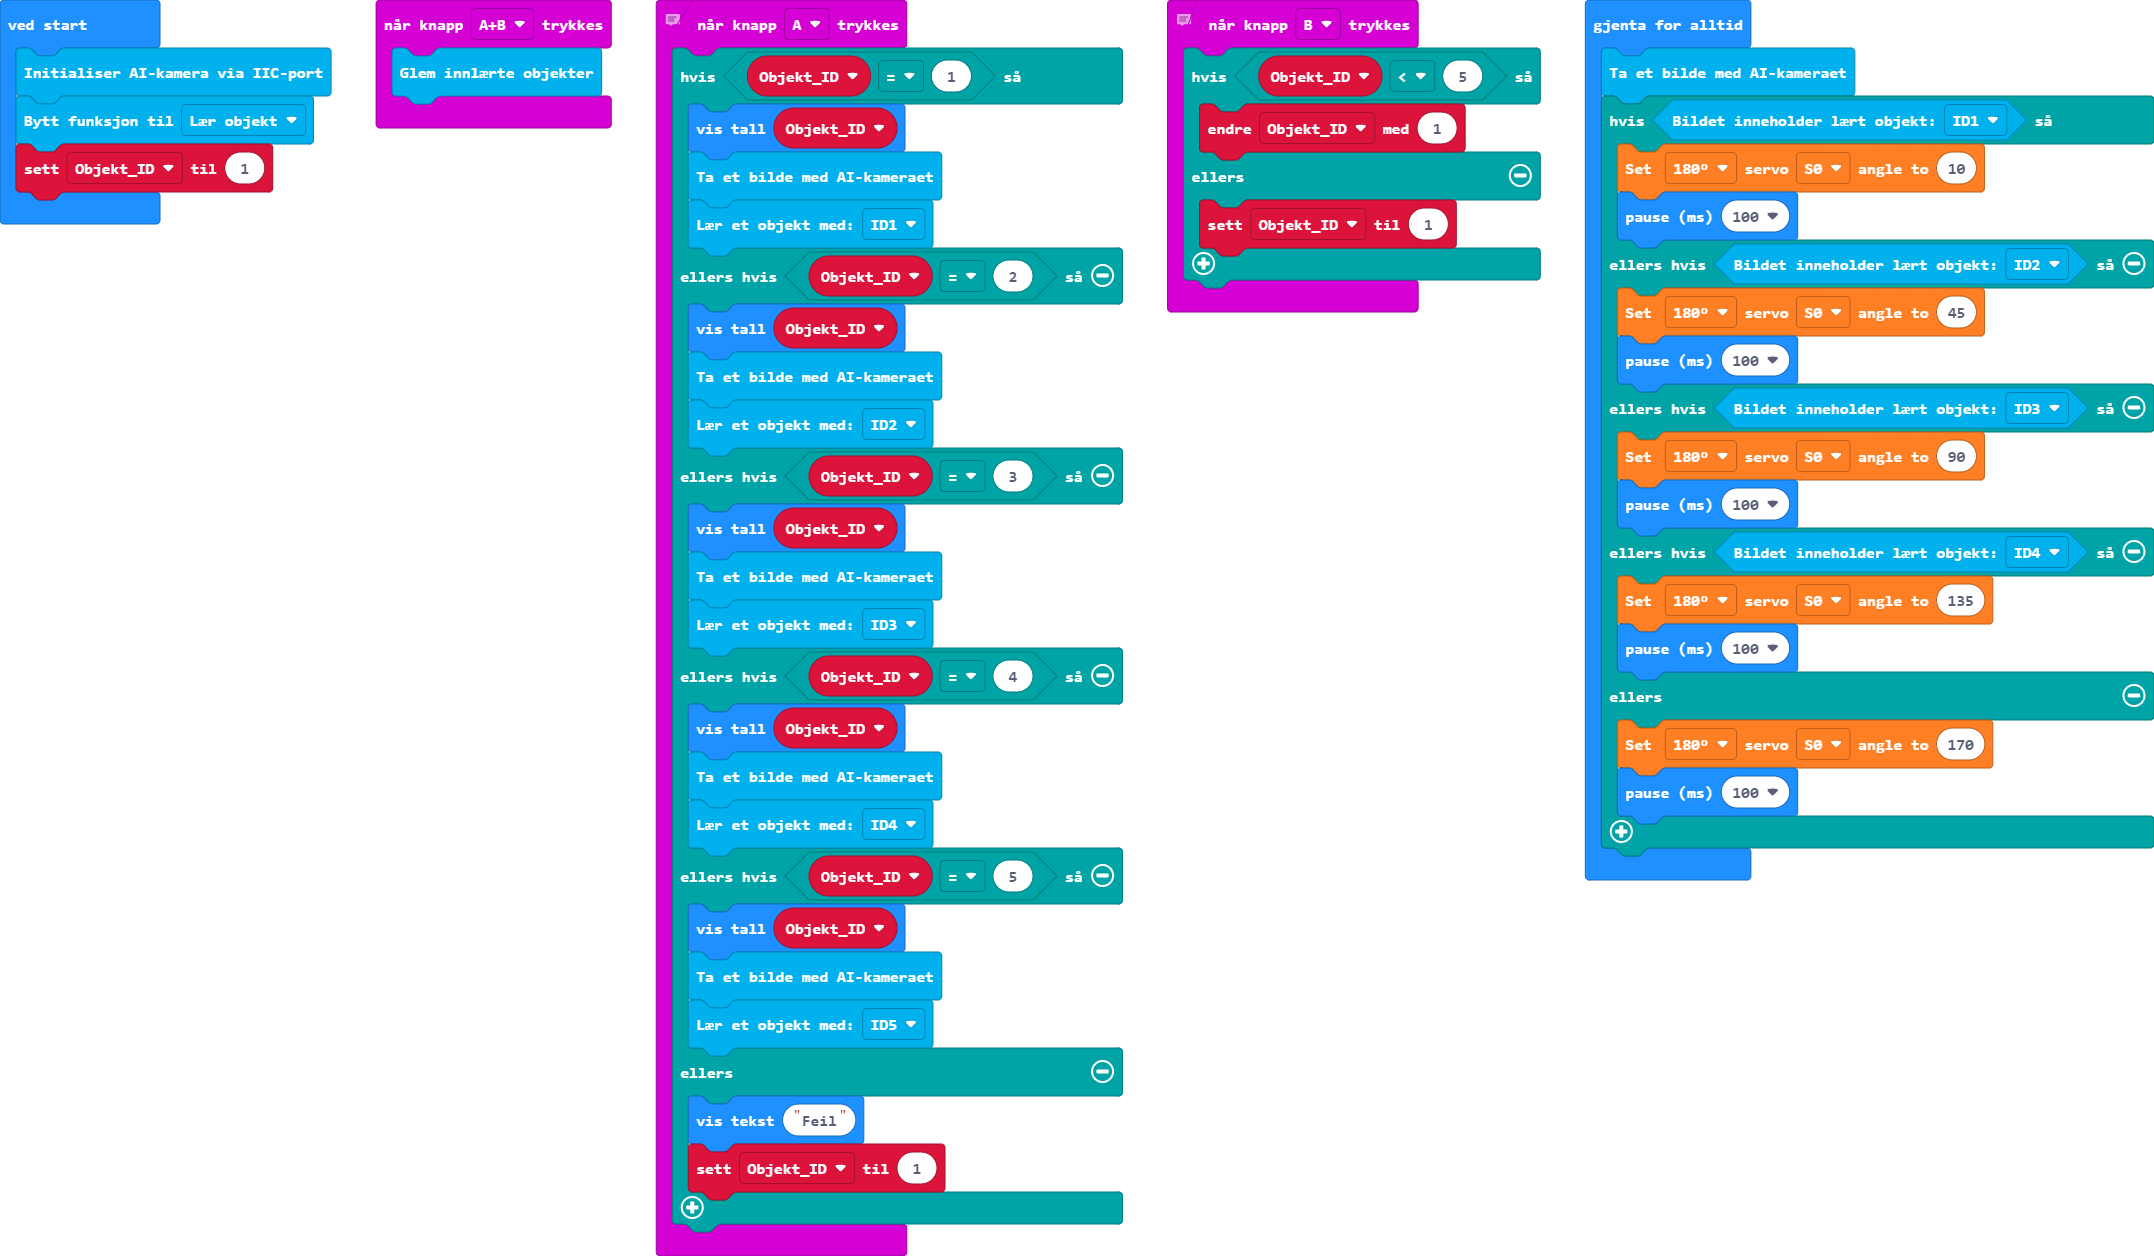 ved start
Initialiser AI-kamera via IIC-port
Bytt funksjon til Lær objekt
sett Objekt_ID til 1
når knapp A+B trykkes
Glem innlærte objekter
når knapp A trykkes
hvis Objekt_ID = 1 så
vis tall Objekt_ID
Ta et bilde med AI-kameraet
Lær et objekt med: ID1
ellers hvis Objekt_ID = 2 så
vis tall Objekt_ID
Ta et bilde med AI-kameraet
Lær et objekt med: ID2
ellers hvis Objekt_ID = 3 så
vis tall Objekt_ID
Ta et bilde med AI-kameraet
Lær et objekt med: ID3
ellers hvis Objekt_ID = 4 så
vis tall Objekt_ID
Ta et bilde med AI-kameraet
Lær et objekt med: ID4
ellers hvis Objekt_ID = 5 så
vis tall Objekt_ID
Ta et bilde med AI-kameraet
Lær et objekt med: ID5
ellers
vis tekst "Feil"
sett Objekt_ID til 1
når knapp B trykkes
hvis Objekt_ID < 5 så
endre Objekt_ID med 1
ellers
sett Objekt_ID til 1
gjenta for alltid
Ta et bilde med AI-kameraet
hvis Bildet inneholder lært objekt: ID1 så
Set 180º servo S0 angle to 10
pause (ms) 100
ellers hvis Bildet inneholder lært objekt: ID2 så
Set 180º servo S0 angle to 45
pause (ms) 100
ellers hvis Bildet inneholder lært objekt: ID3 så
Set 180º servo S0 angle to 90
pause (ms) 100
ellers hvis Bildet inneholder lært objekt: ID4 så
Set 180º servo S0 angle to 135
pause (ms) 100
ellers
Set 180º servo S0 angle to 170
pause (ms) 100